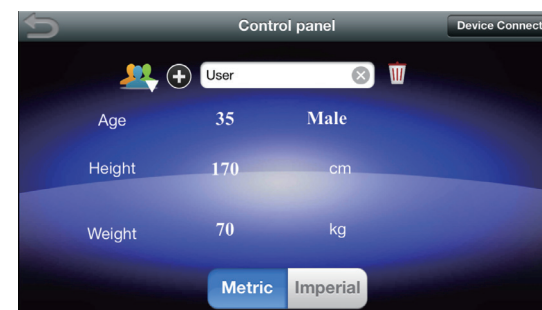 Control panel
Device Connect
User
Age 35 Male
Height 170 cm
Weight 70 kg
Metric Imperial